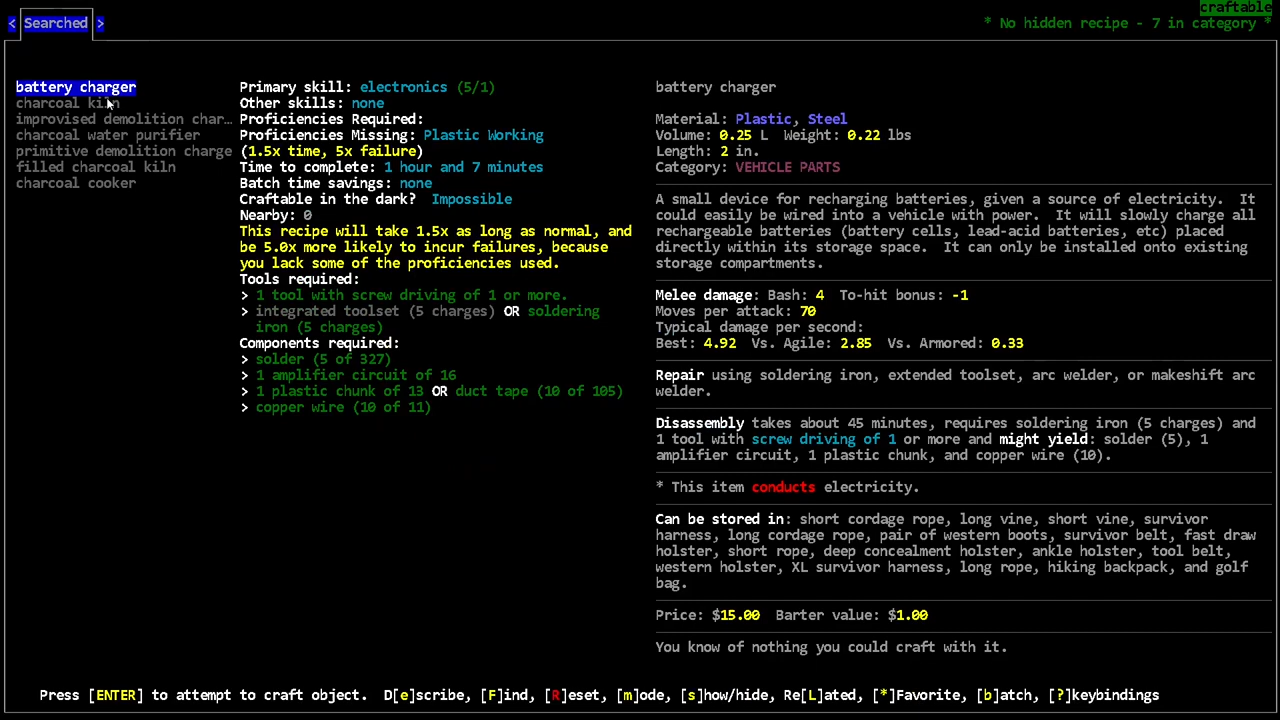 craftable
< Searched >
* No hidden recipe - 7 in category *
battery charger
charcoal kiln
improvised demolition char…
charcoal water purifier
primitive demolition charge
filled charcoal kiln
charcoal cooker
Primary skill: electronics (5/1)
Other skills: none
Proficiencies Required:
Proficiencies Missing: Plastic Working
(1.5x time, 5x failure)
Time to complete: 1 hour and 7 minutes
Batch time savings: none
Craftable in the dark?  Impossible
Nearby: 0
This recipe will take 1.5x as long as normal, and
be 5.0x more likely to incur failures, because
you lack some of the proficiencies used.
Tools required:
> 1 tool with screw driving of 1 or more.
> integrated toolset (5 charges) OR soldering
iron (5 charges)
Components required:
> solder (5 of 327)
> 1 amplifier circuit of 16
> 1 plastic chunk of 13 OR duct tape (10 of 105)
> copper wire (10 of 11)
battery charger
Material: Plastic, Steel
Volume: 0.25 L  Weight: 0.22 lbs
Length: 2 in.
Category: VEHICLE PARTS
A small device for recharging batteries, given a source of electricity.  It
could easily be wired into a vehicle with power.  It will slowly charge all
rechargeable batteries (battery cells, lead-acid batteries, etc) placed
directly within its storage space.  It can only be installed onto existing
storage compartments.
Melee damage: Bash: 4  To-hit bonus: -1
Moves per attack: 70
Typical damage per second:
Best: 4.92  Vs. Agile: 2.85  Vs. Armored: 0.33
Repair using soldering iron, extended toolset, arc welder, or makeshift arc
welder.
Disassembly takes about 45 minutes, requires soldering iron (5 charges) and
1 tool with screw driving of 1 or more and might yield: solder (5), 1
amplifier circuit, 1 plastic chunk, and copper wire (10).
* This item conducts electricity.
Can be stored in: short cordage rope, long vine, short vine, survivor
harness, long cordage rope, pair of western boots, survivor belt, fast draw
holster, short rope, deep concealment holster, ankle holster, tool belt,
western holster, XL survivor harness, long rope, hiking backpack, and golf
bag.
Price: $15.00  Barter value: $1.00
You know of nothing you could craft with it.
Press [ENTER] to attempt to craft object.  D[e]scribe, [F]ind, [R]eset, [m]ode, [s]how/hide, Re[L]ated, [*]Favorite, [b]atch, [?]keybindings